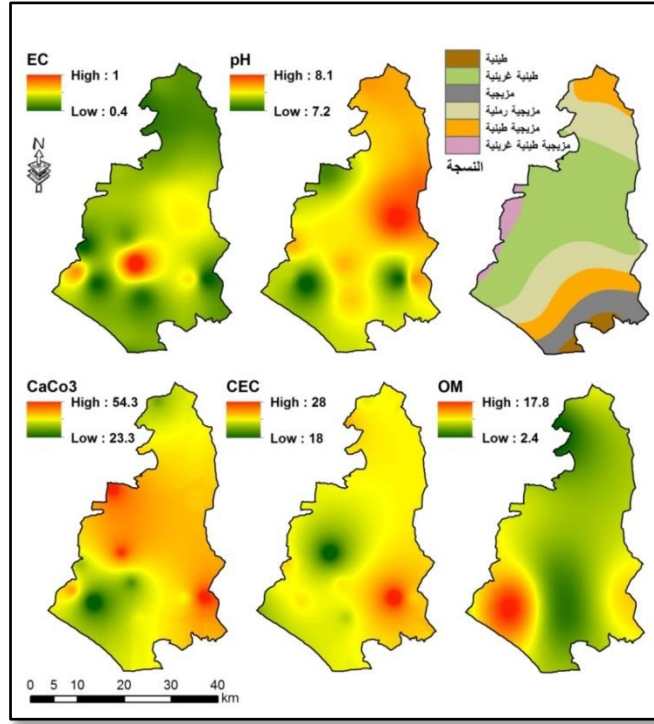 EC
High : 1
Low : 0.4
N
pH
High : 8.1
Low : 7.2
طينية
طينية غرينية
مزيجية
مزيجية رملية
مزيجية طينية
مزيجية طينية غرينية
النسجة
CaCo3
High : 54.3
Low : 23.3
CEC
High : 28
Low : 18
OM
High : 17.8
Low : 2.4
0 5 10 20 30 40
km